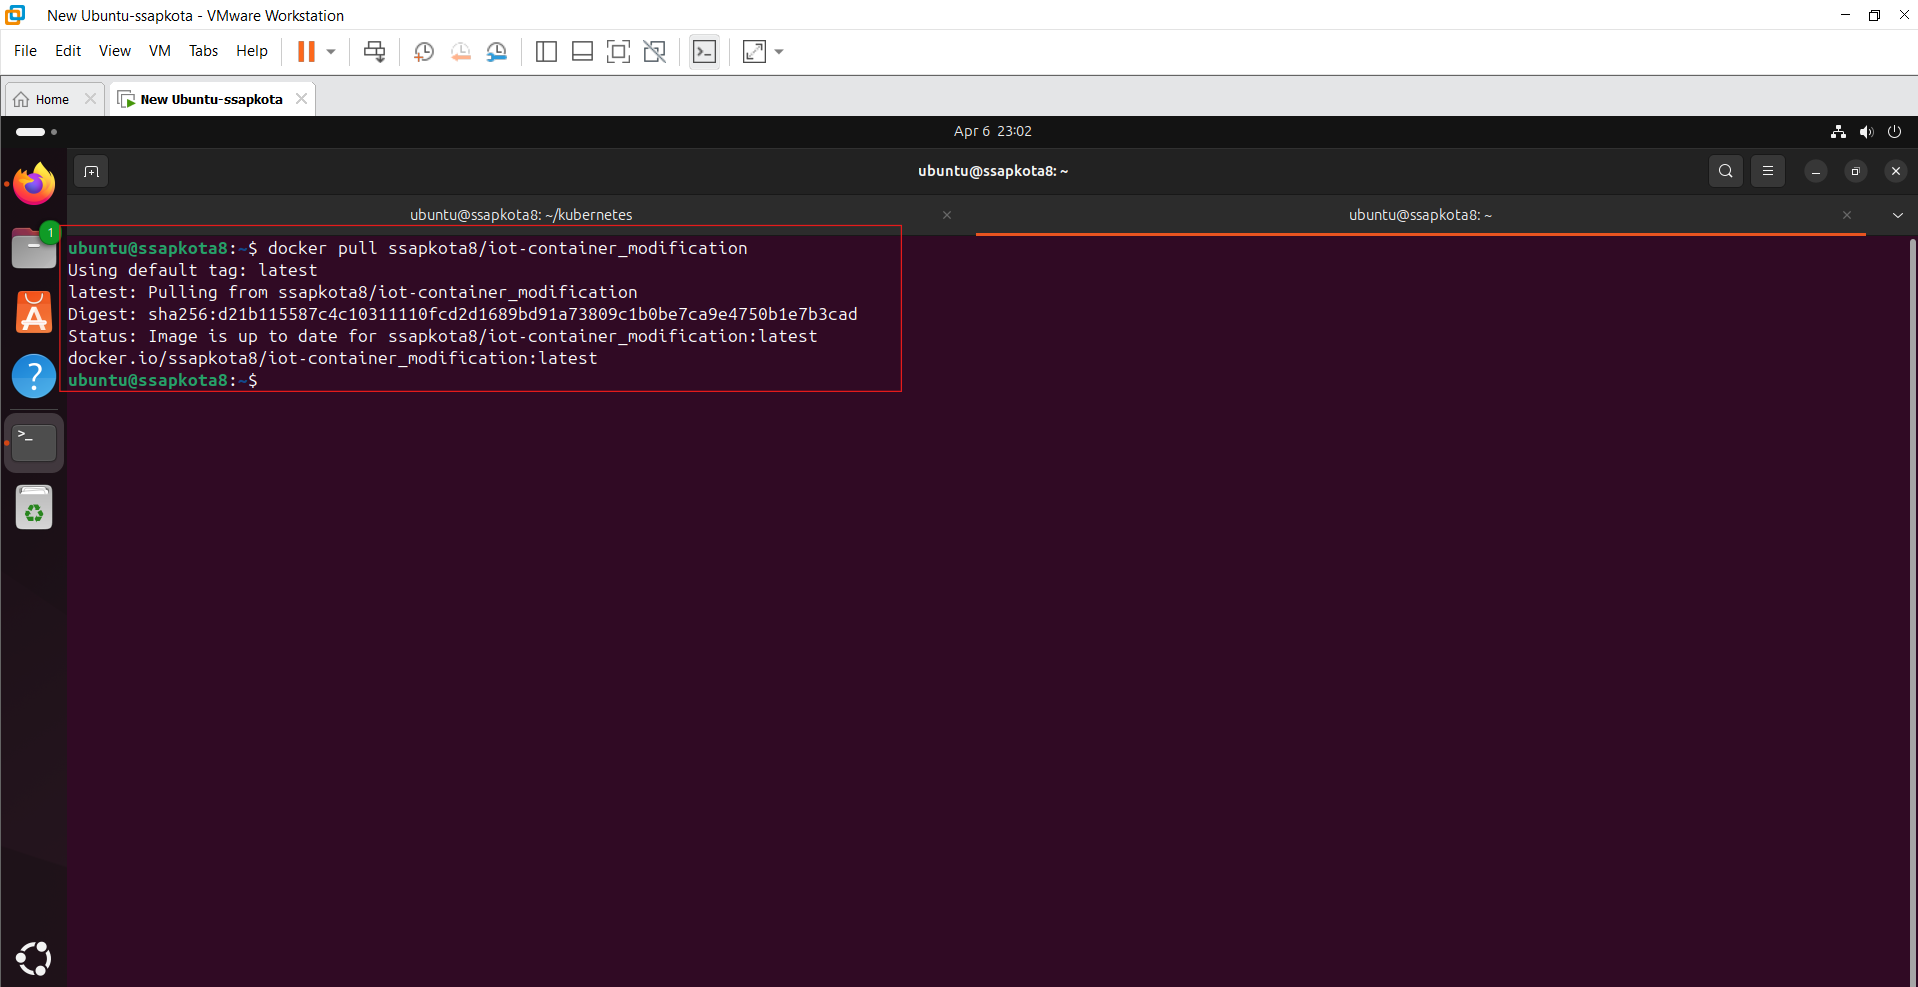 New Ubuntu-ssapkota - VMware Workstation
File Edit View VM Tabs Help
Home New Ubuntu-ssapkota
Apr 6 23:02
ubuntu@ssapkota8: ~
ubuntu@ssapkota8: ~/kubernetes ubuntu@ssapkota8: ~
1
ubuntu@ssapkota8:~$ docker pull ssapkota8/iot-container_modification
Using default tag: latest
latest: Pulling from ssapkota8/iot-container_modification
Digest: sha256:d21b115587c4c10311110fcd2d1689bd91a73809c1b0be7ca9e4750b1e7b3cad
Status: Image is up to date for ssapkota8/iot-container_modification:latest
docker.io/ssapkota8/iot-container_modification:latest
ubuntu@ssapkota8:~$